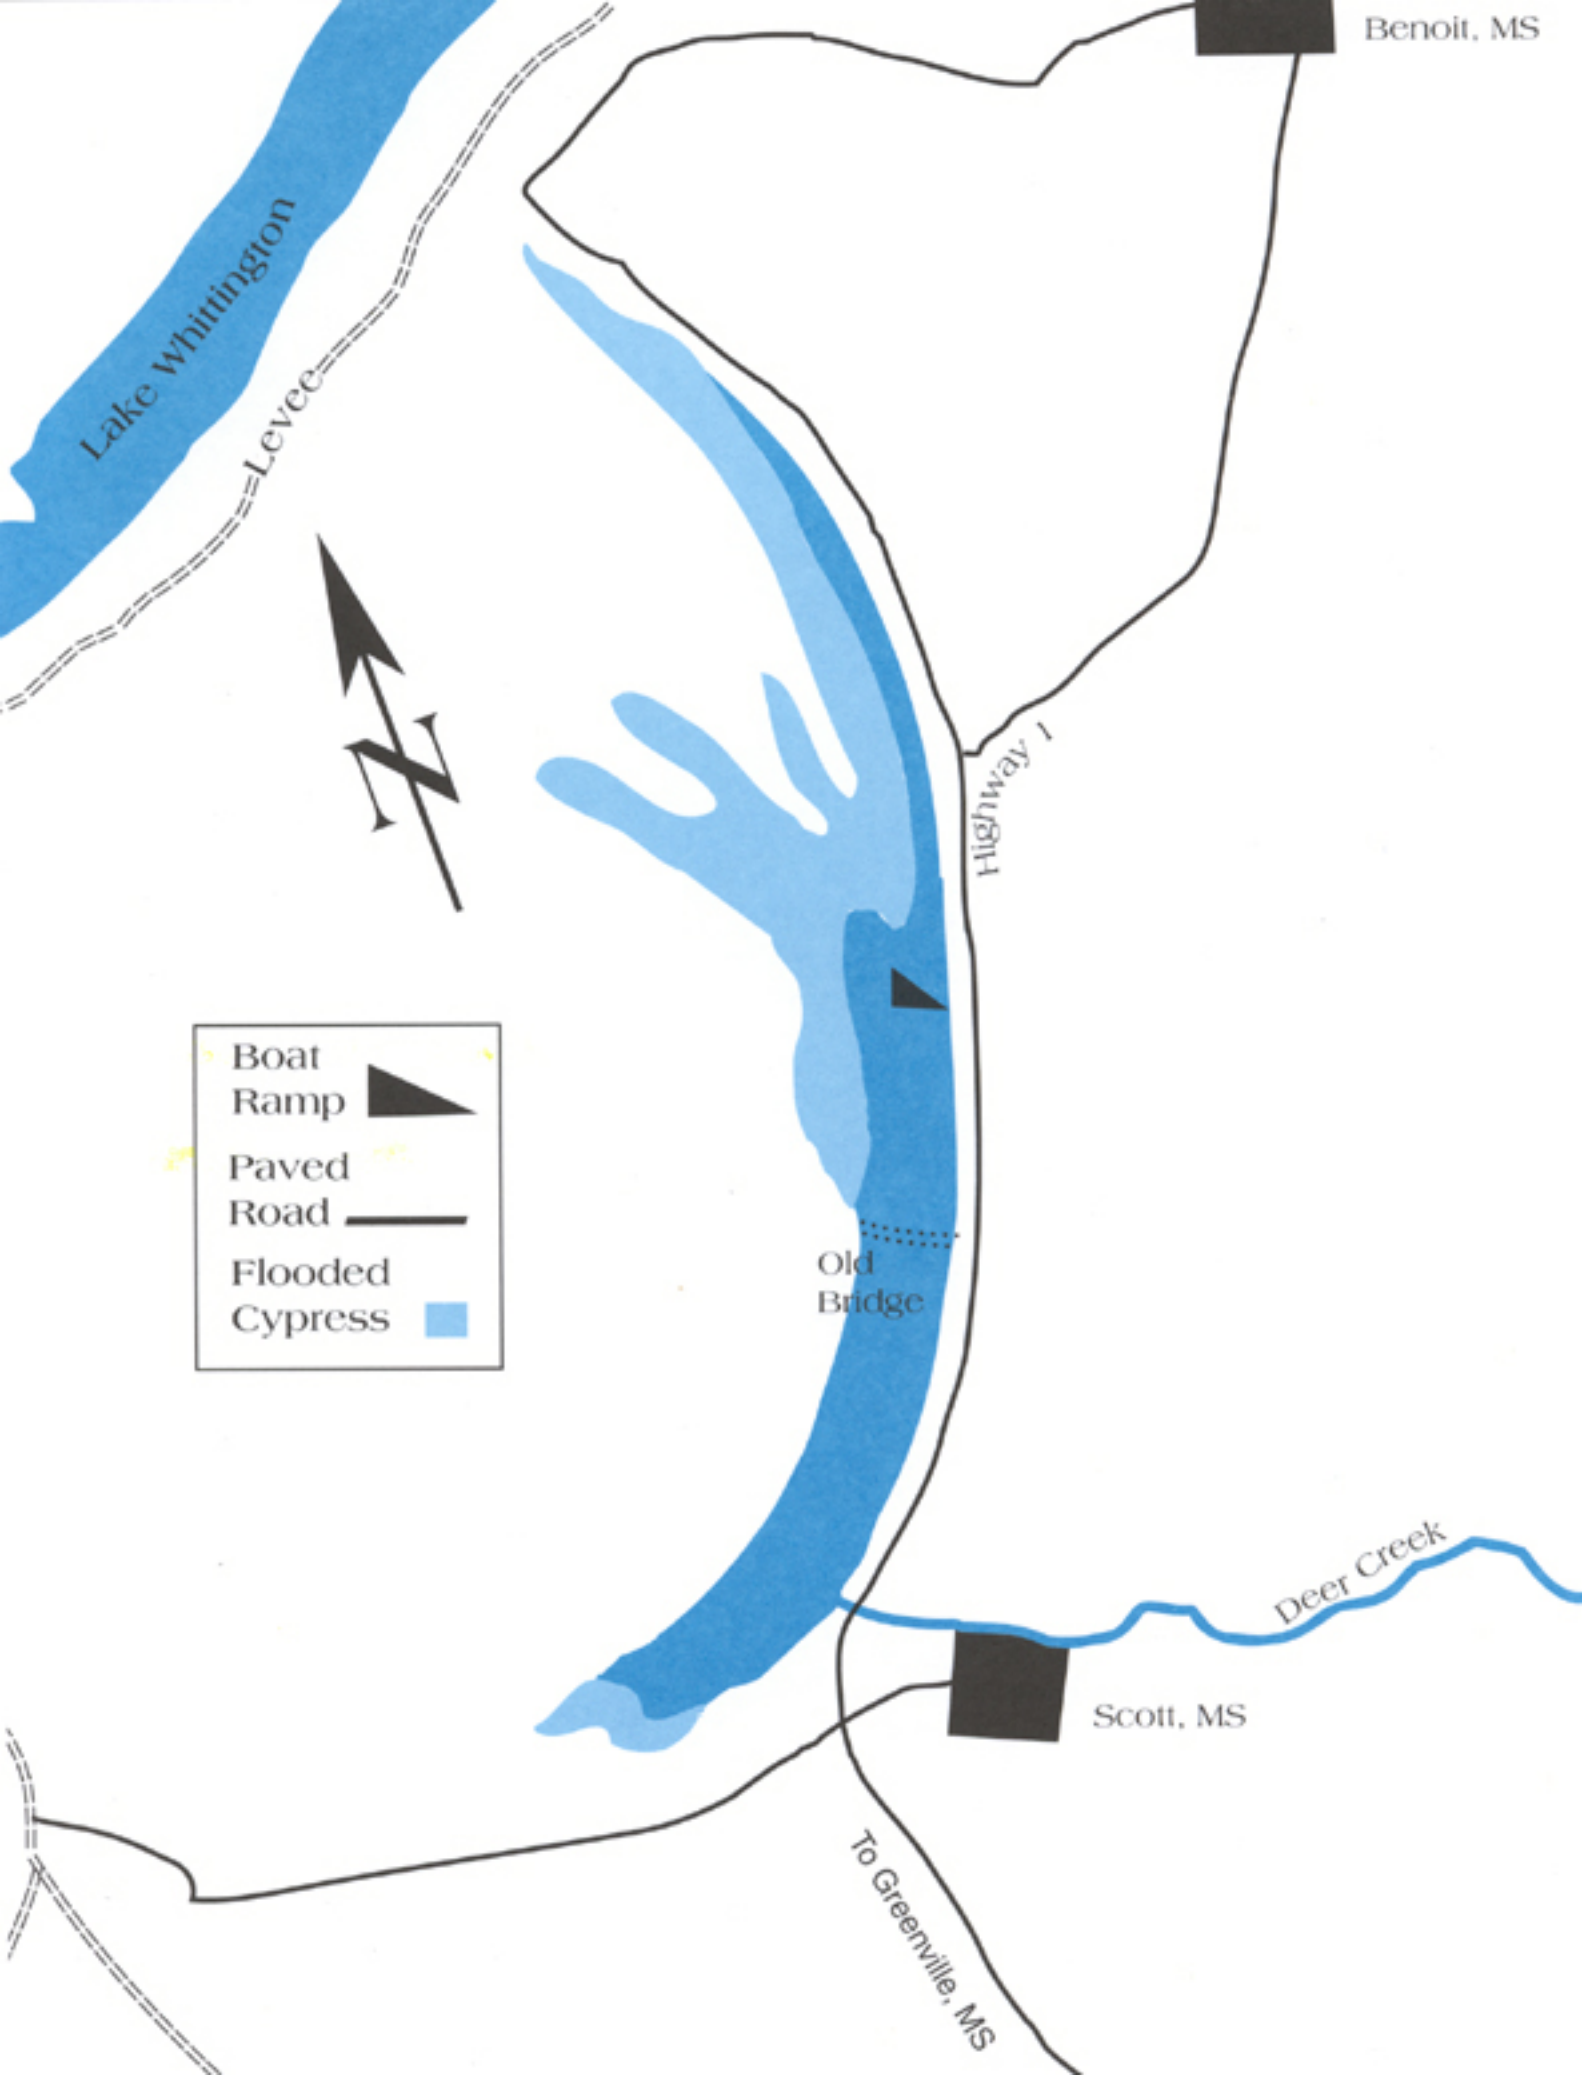 Benoit, MS
Lake Whittington
Levee
N
Highway 1
Boat
Ramp
Paved
Road
Flooded
Cypress
Old
Bridge
Deer Creek
Scott, MS
To Greenville, MS